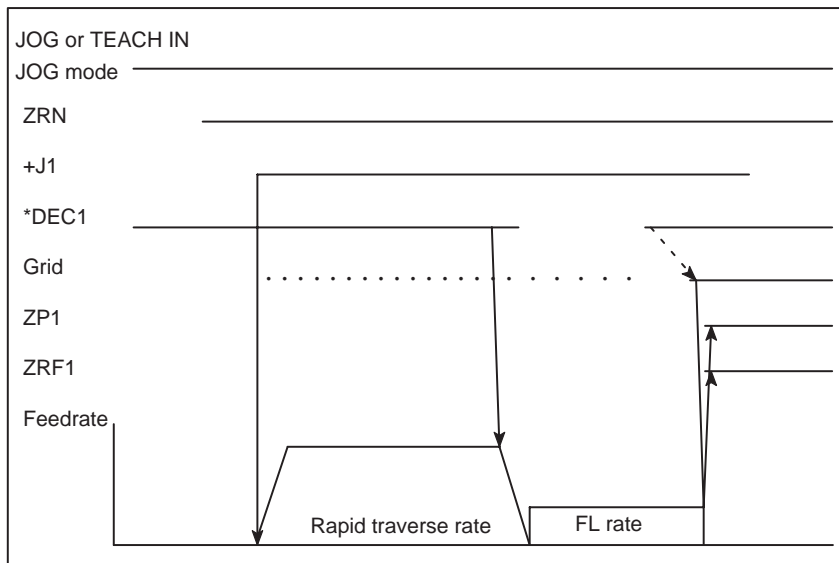 JOG or TEACH IN
JOG mode
ZRN
+J1
*DEC1
Grid
ZP1
ZRF1
Feedrate
Rapid traverse rate
FL rate